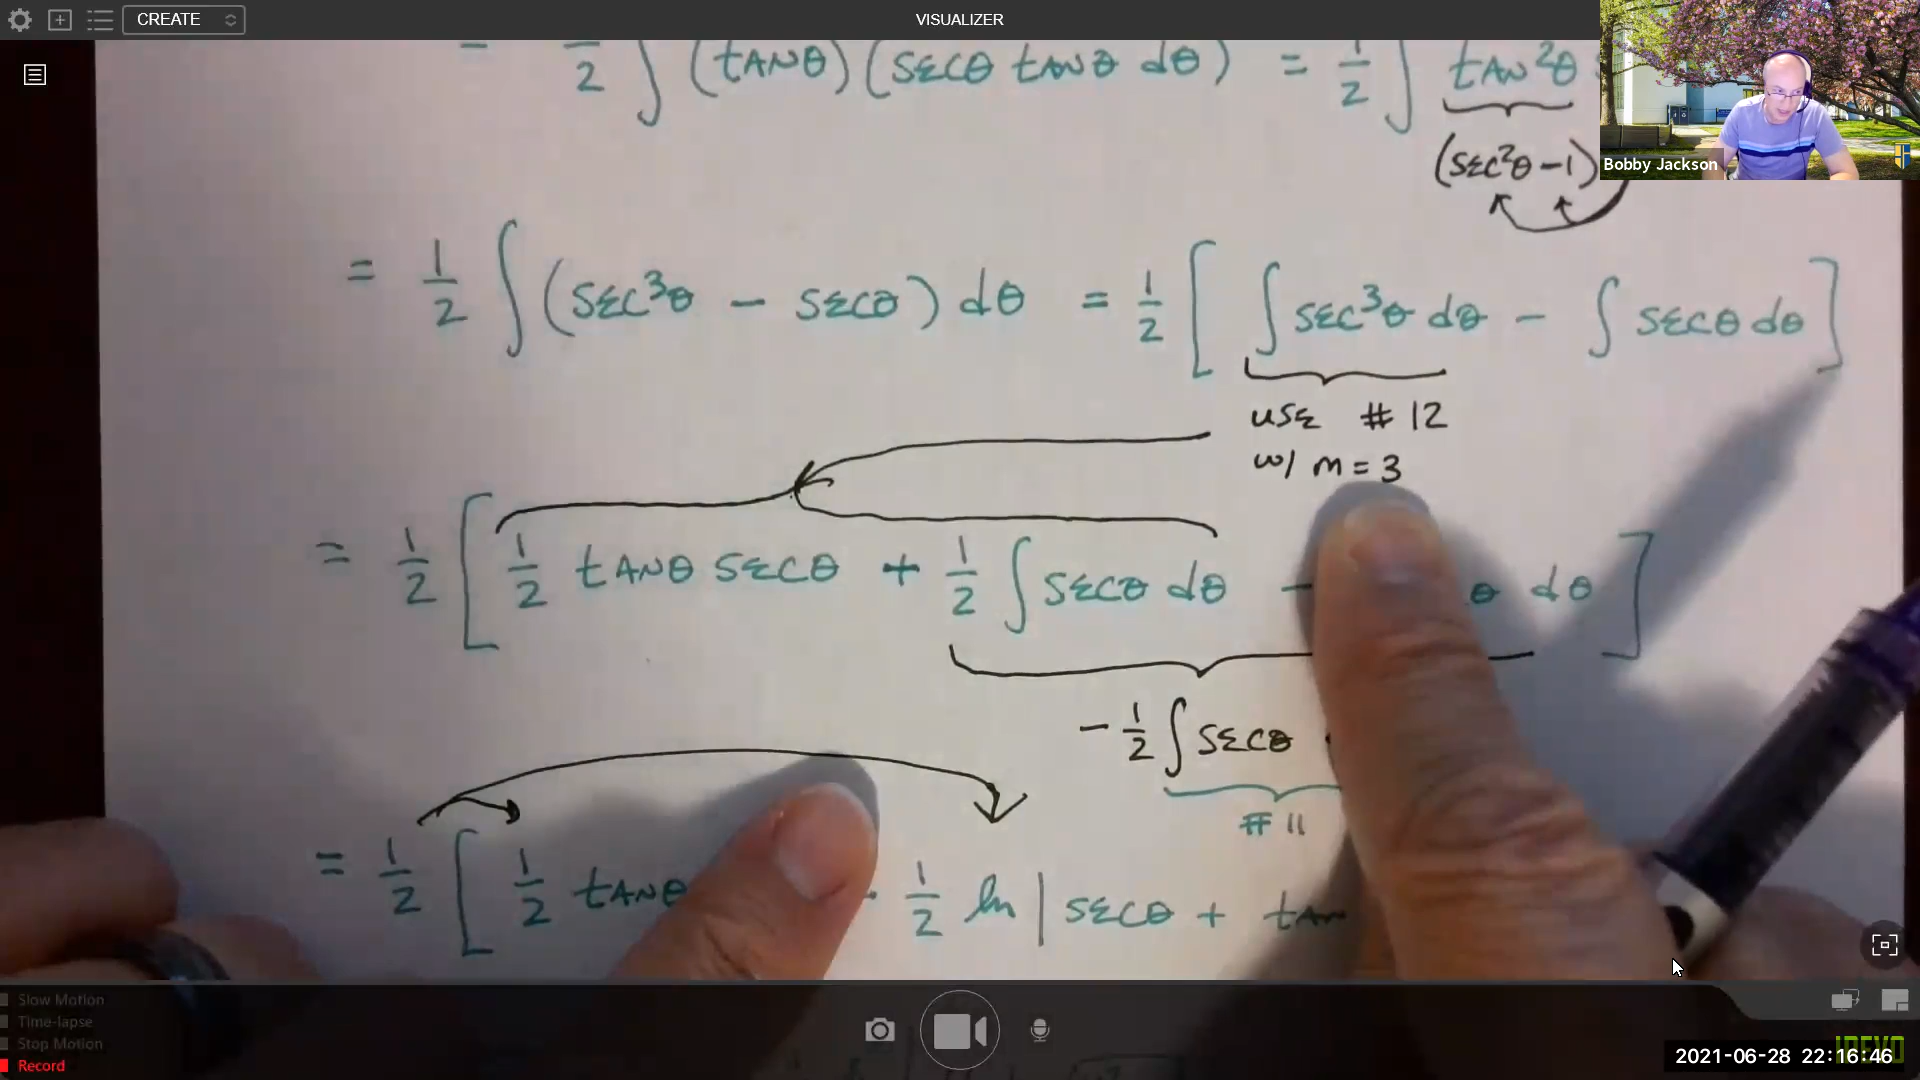 CREATE
VISUALIZER
= 1/2 ∫ (tanθ)(secθ tanθ dθ) = 1/2 ∫ tan²θ
(sec²θ - 1)
Bobby Jackson
= 1/2 ∫ (sec³θ - secθ) dθ = 1/2 [ ∫ sec³θ dθ - ∫ secθ dθ ]
use # 12
w/ m = 3
= 1/2 [ 1/2 tanθ secθ + 1/2 ∫ secθ dθ - θ dθ ]
- 1/2 ∫ secθ
# 11
= 1/2 [ 1/2 tanθ 1/2 ln | secθ + tan
Slow Motion
Time-lapse
Stop Motion
Record
2021-06-28 22:16:46